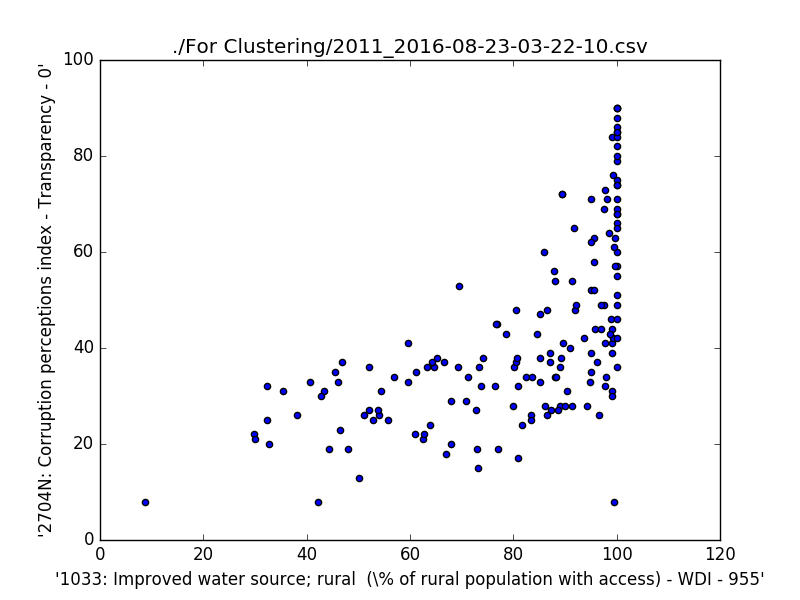 ./For Clustering/2011_2016-08-23-03-22-10.csv
100
80
60
40
20
0
'2704N: Corruption perceptions index - Transparency - 0'
0 20 40 60 80 100 120
'1033: Improved water source; rural  (\% of rural population with access) - WDI - 955'